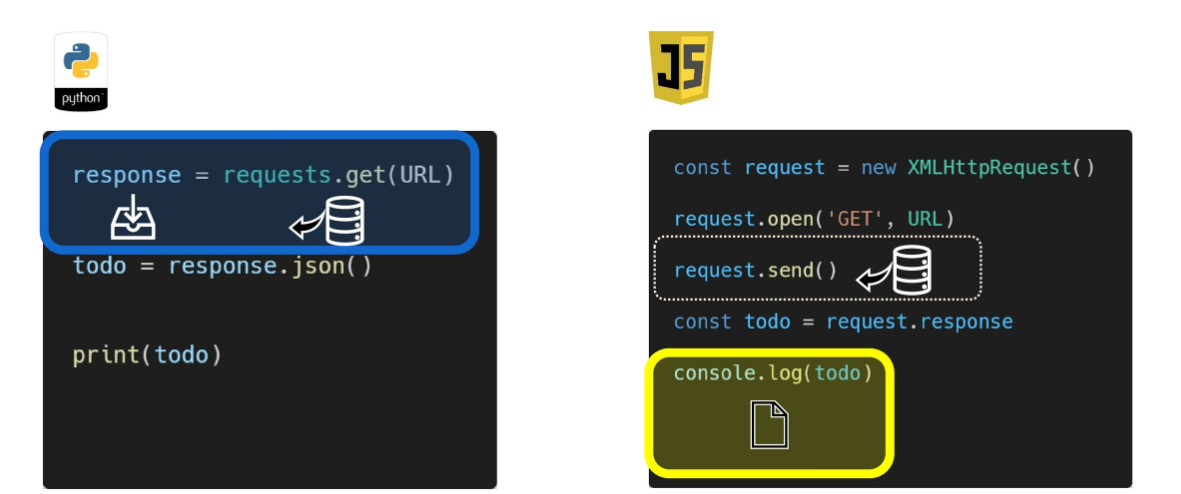 python
response = requests.get(URL)
todo = response.json()
print(todo)
JS
const request = new XMLHttpRequest()
request.open('GET', URL)
request.send()
const todo = request.response
console.log(todo)